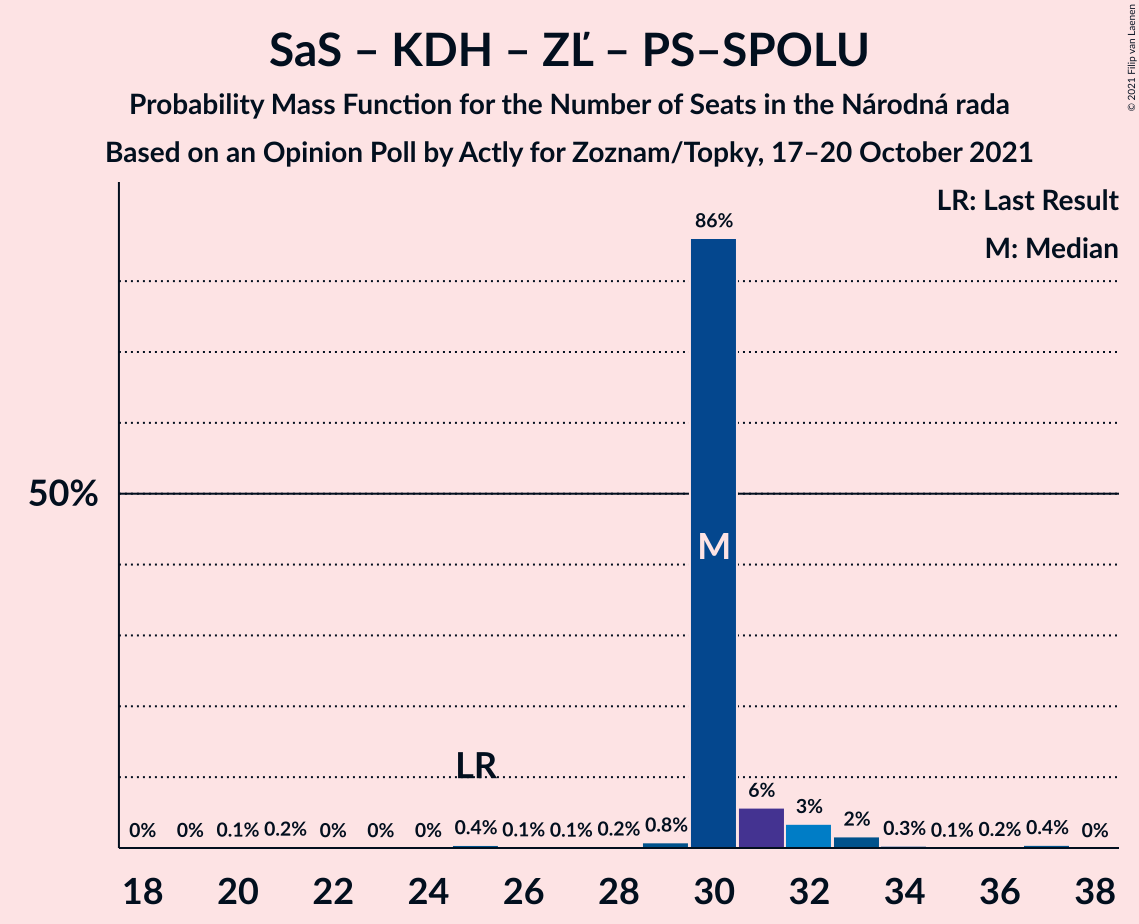 SaS – KDH – ZĽ – PS–SPOLU
Probability Mass Function for the Number of Seats in the Národná rada
Based on an Opinion Poll by Actly for Zoznam/Topky, 17–20 October 2021
© 2021 Filip van Laenen
LR: Last Result
M: Median
86%
50%
M
LR
0% 0% 0.1% 0.2% 0% 0% 0% 0.4% 0.1% 0.1% 0.2% 0.8% 6% 3% 2% 0.3% 0.1% 0.2% 0.4% 0%
18 20 22 24 26 28 30 32 34 36 38